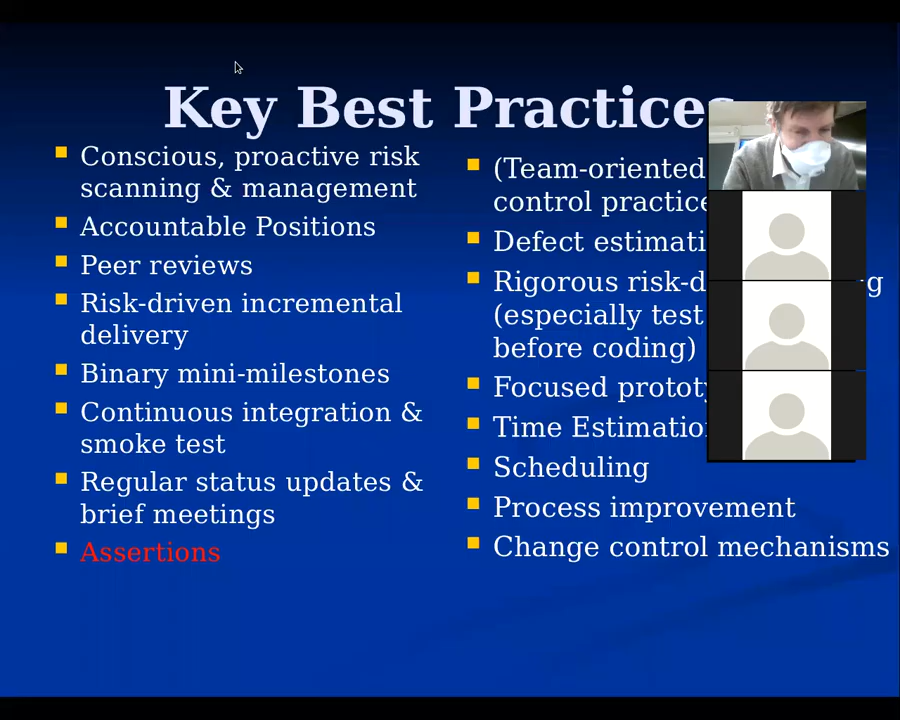 Key Best Practices
Conscious, proactive risk
scanning & management
Accountable Positions
Peer reviews
Risk-driven incremental
delivery
Binary mini-milestones
Continuous integration &
smoke test
Regular status updates &
brief meetings
Assertions
(Team-oriented
control practice
Defect estimati
Rigorous risk-d g
(especially test
before coding)
Focused prototy
Time Estimatio
Scheduling
Process improvement
Change control mechanisms